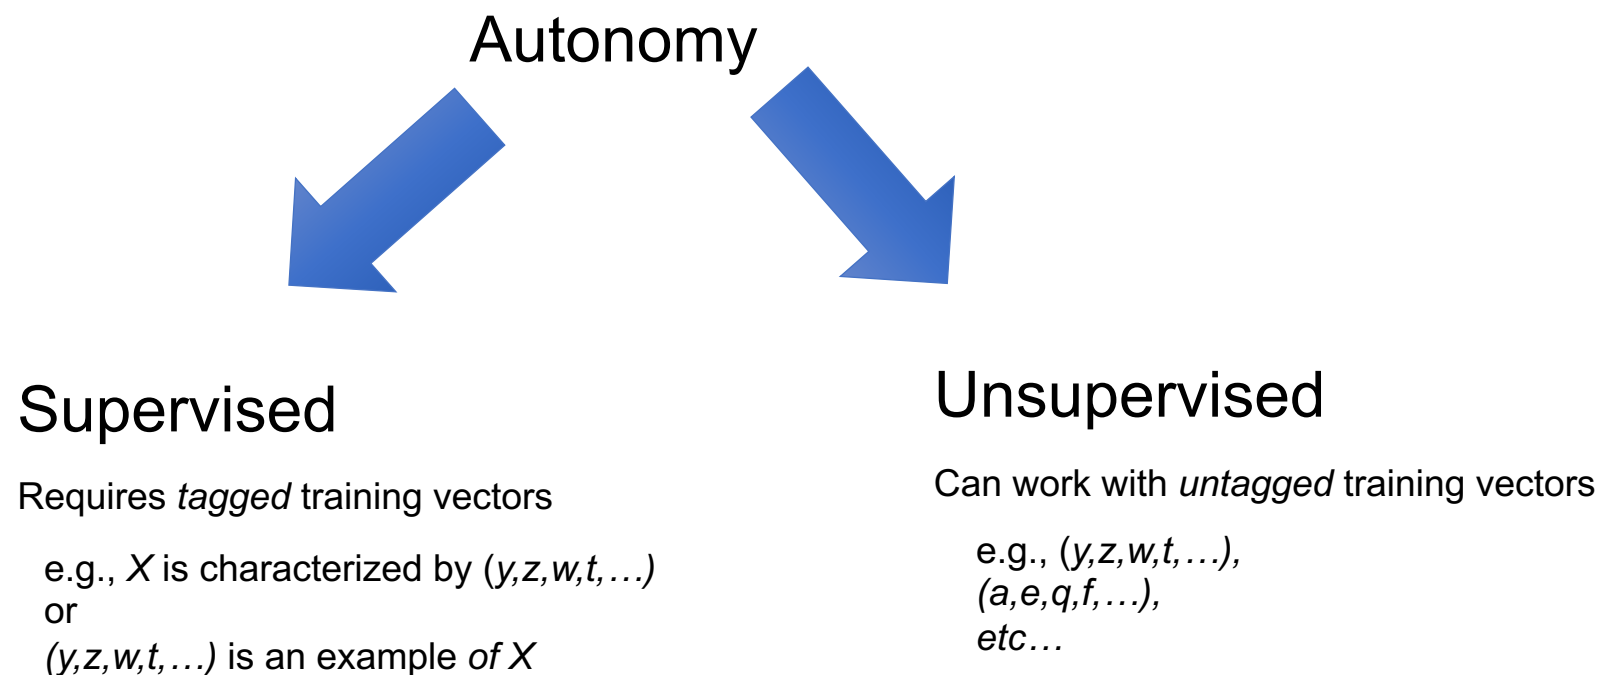 Autonomy
Supervised
Requires tagged training vectors
e.g., X is characterized by (y,z,w,t,…)
or
(y,z,w,t,…) is an example of X
Unsupervised
Can work with untagged training vectors
e.g., (y,z,w,t,…),
(a,e,q,f,…),
etc…